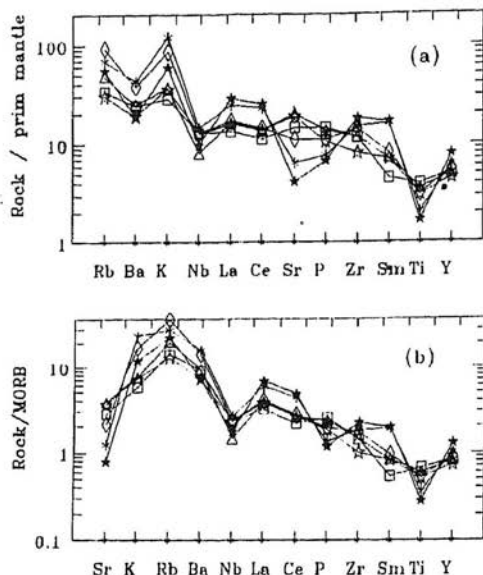 (a)
Rock / prim mantle
100
10
1
Rb Ba K Nb La Ce Sr P Zr Sm Ti Y
(b)
Rock/MORB
10
1
0.1
Sr K Rb Ba Nb La Ce P Zr Sm Ti Y